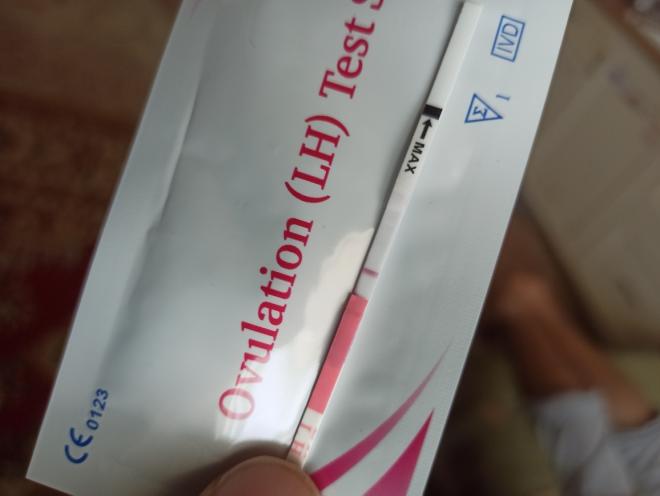 Ovulation (LH) Test S
IVD
Σ 1
MAX
CE 0123